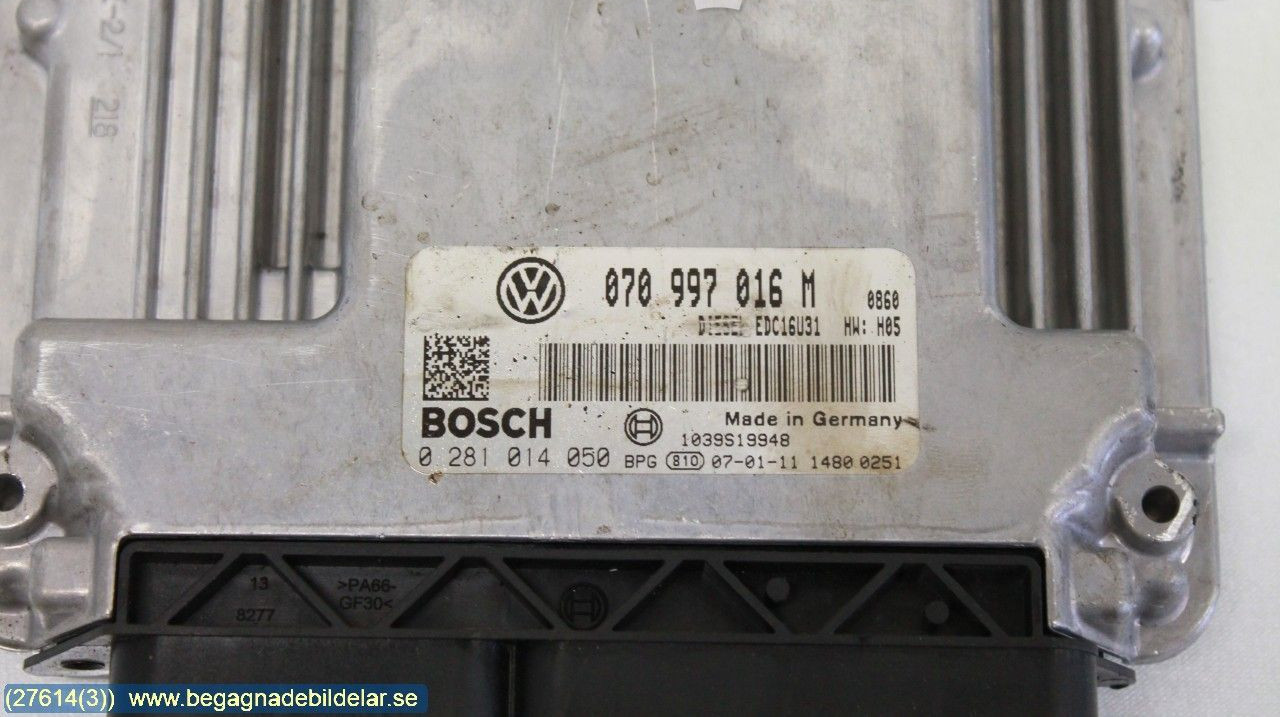 218
070 997 016 M 0860
DIESEL EDC16U31 HW: H05
BOSCH Made in Germany
1039S19948
0 281 014 050 BPG 810 07-01-11 1480 0251
13 >PA66-
8277 GF30<
(27614(3)) www.begagnadebildelar.se